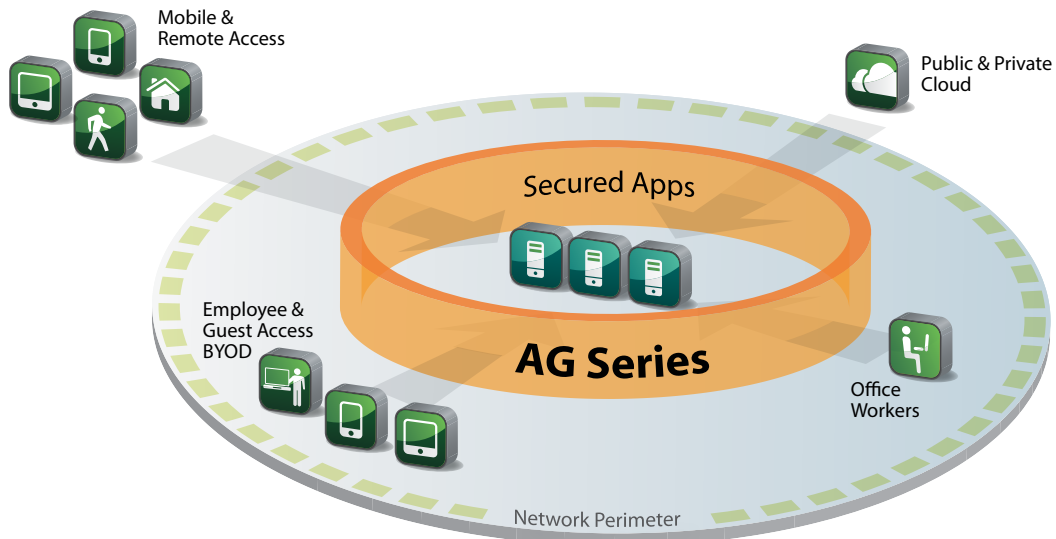 Mobile &
Remote Access
Public & Private
Cloud
Secured Apps
Employee &
Guest Access
BYOD
AG Series
Office
Workers
Network Perimeter